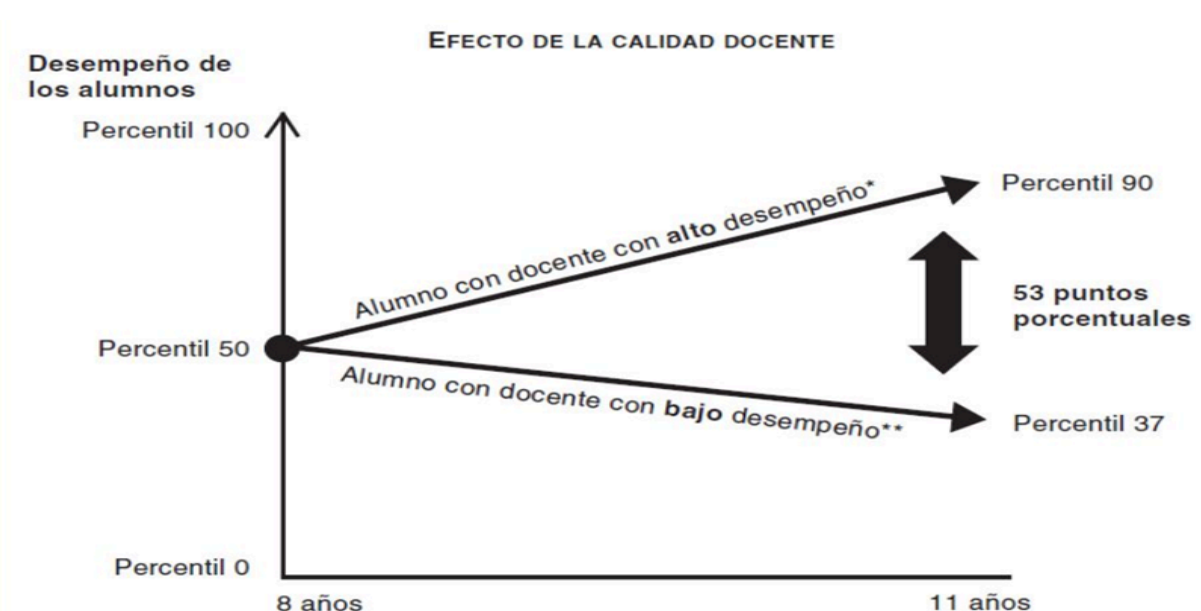 EFECTO DE LA CALIDAD DOCENTE
Desempeño de
los alumnos
Percentil 100
Alumno con docente con alto desempeño*
Percentil 90
53 puntos
porcentuales
Percentil 50
Alumno con docente con bajo desempeño**
Percentil 37
Percentil 0
8 años
11 años